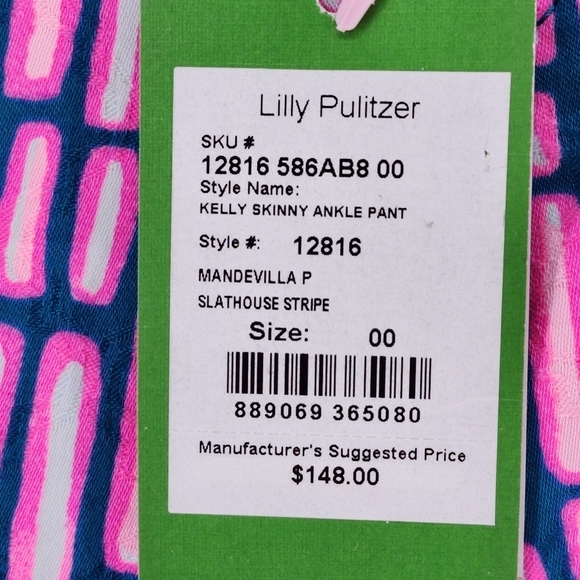 Lilly Pulitzer
SKU #
12816 586AB8 00
Style Name:
KELLY SKINNY ANKLE PANT
Style #: 12816
MANDEVILLA P
SLATHOUSE STRIPE
Size: 00
889069 365080
Manufacturer's Suggested Price
$148.00